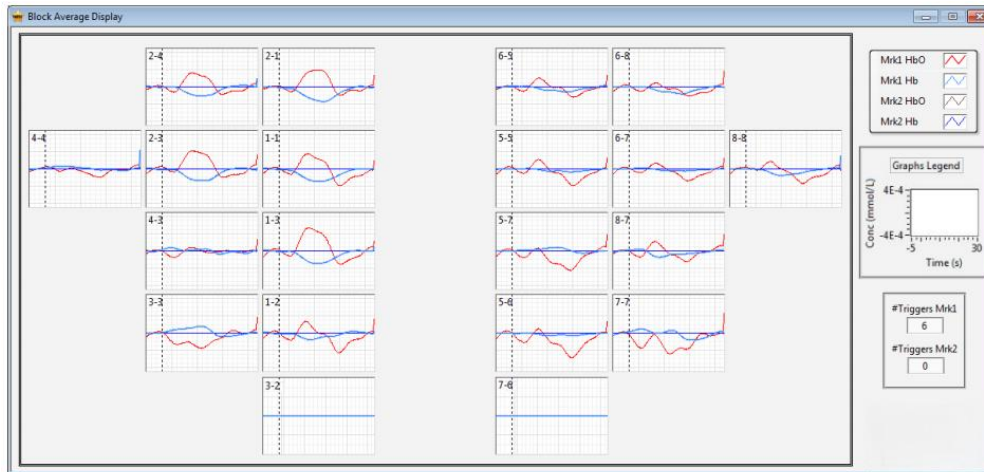 Block Average Display
2-4 2-1 6-5 6-8
4-4 2-3 1-1 5-5 6-7 8-8
4-3 1-3 5-7 8-7
3-3 1-2 5-6 7-7
3-2 7-6
Mrk1 HbO
Mrk1 Hb
Mrk2 HbO
Mrk2 Hb
Graphs Legend
Conc (mmol/L)
4E-4
-4E-4
-5 30
Time (s)
#Triggers Mrk1
6
#Triggers Mrk2
0